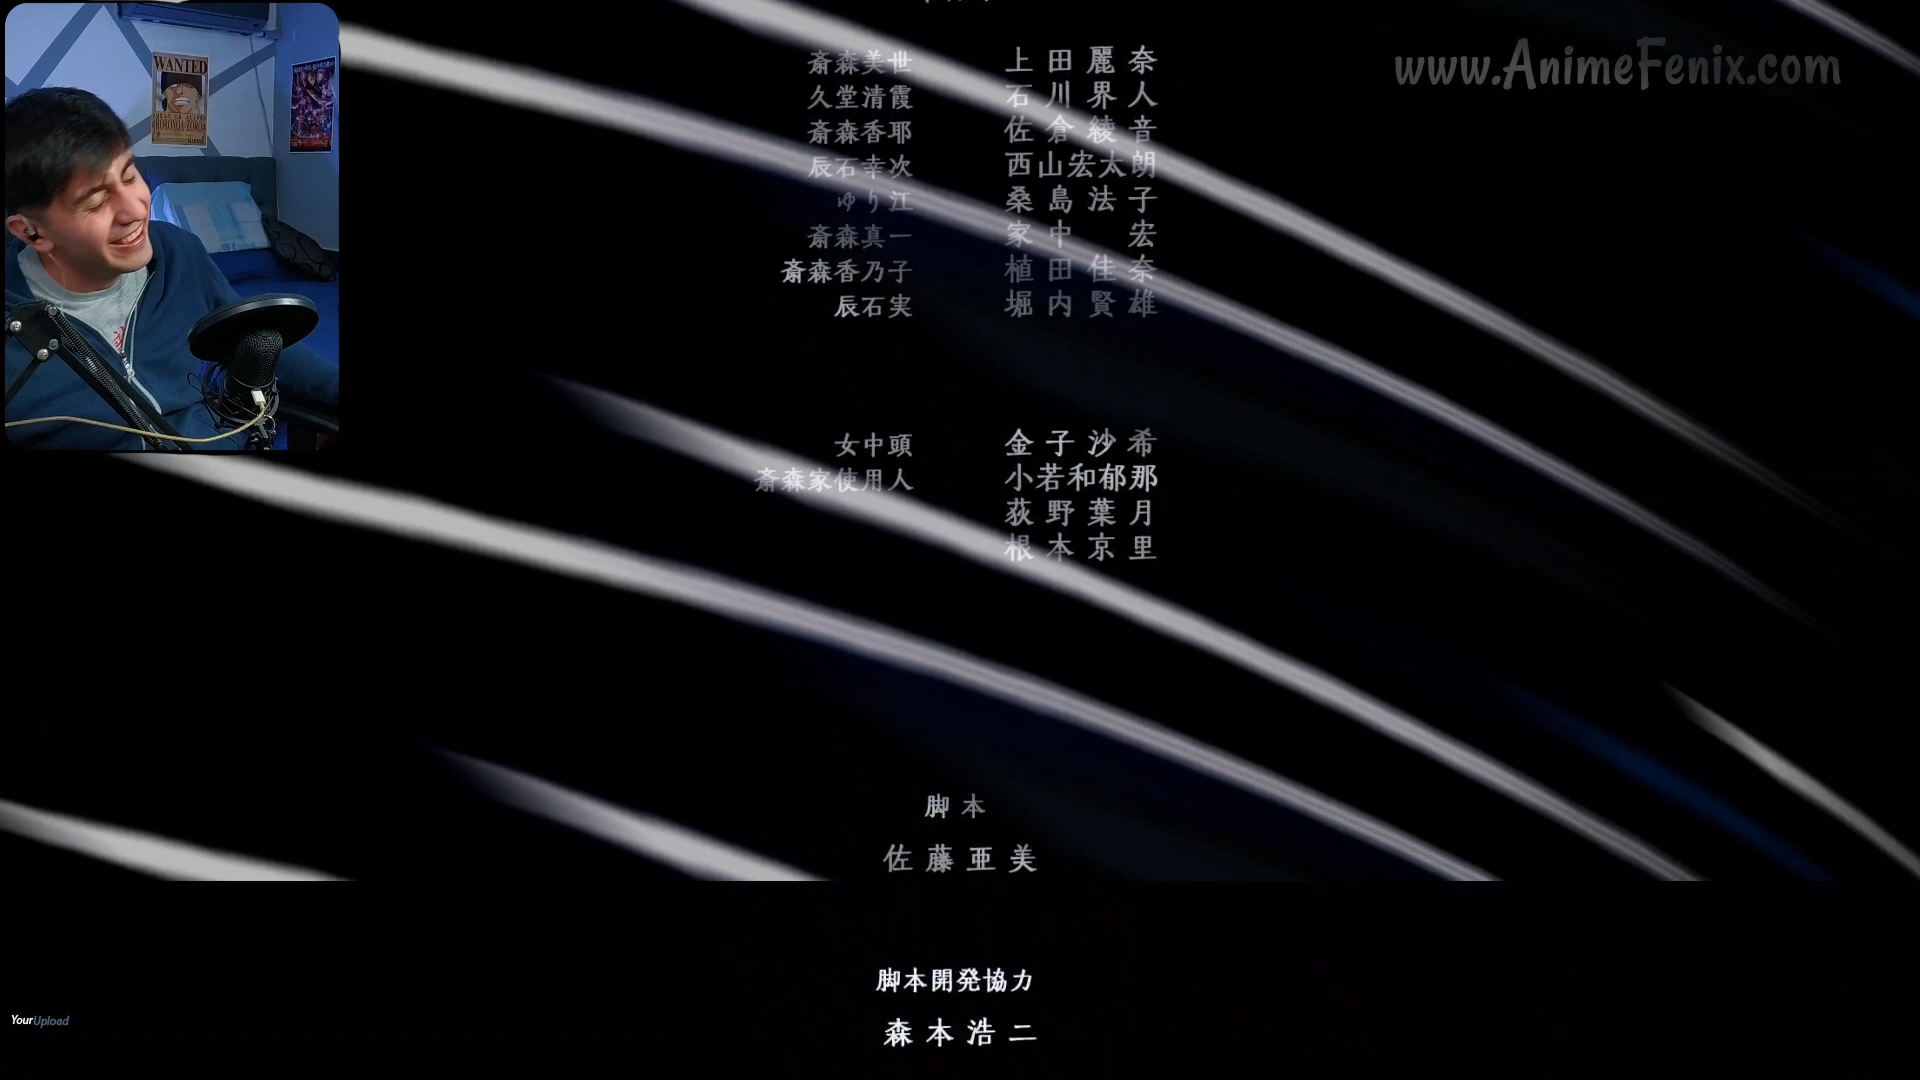 WANTED
RORONOA ZORO
www.AnimeFenix.com
斎森美世 上田麗奈
久堂清霞 石川界人
斎森香耶 佐倉綾音
辰石幸次 西山宏太朗
ゆり江 桑島法子
斎森真一 家中 宏
斎森香乃子 植田佳奈
辰石実 堀内賢雄
女中頭 金子沙希
斎森家使用人 小若和郁那
荻野葉月
根本京里
脚本
佐藤亜美
脚本開発協力
森本浩二
YourUpload